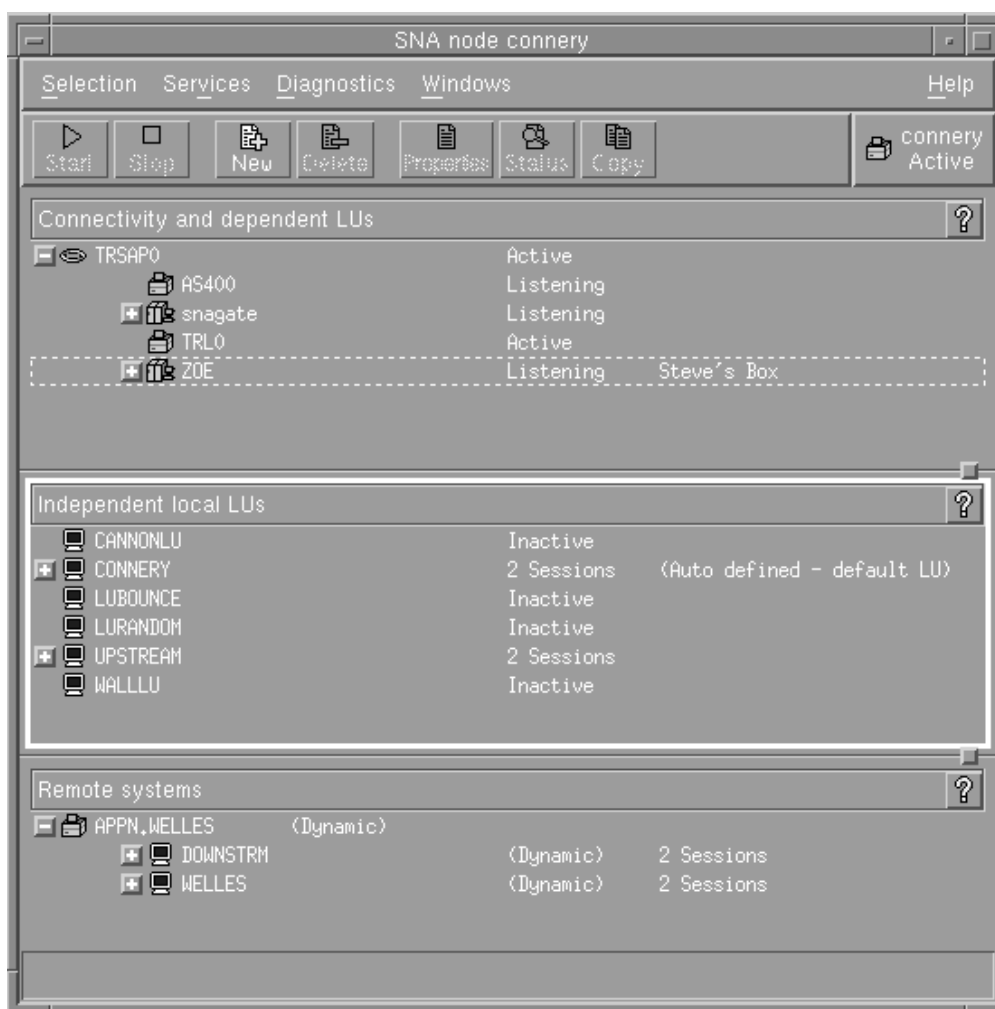 SNA node connery
Selection Services Diagnostics Windows Help
Start Stop New Delete Properties Status Copy connery Active
Connectivity and dependent LUs ?
TRSAP0 Active
AS400 Listening
snagate Listening
TRL0 Active
ZOE Listening Steve's Box
Independent local LUs ?
CANNONLU Inactive
CONNERY 2 Sessions (Auto defined - default LU)
LUBOUNCE Inactive
LURANDOM Inactive
UPSTREAM 2 Sessions
WALLLU Inactive
Remote systems ?
APPN.WELLES (Dynamic)
DOWNSTRM (Dynamic) 2 Sessions
WELLES (Dynamic) 2 Sessions